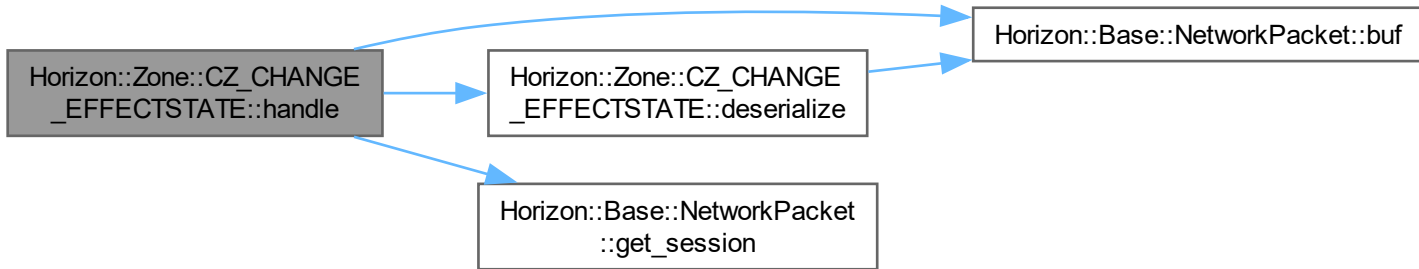 Horizon::Zone::CZ_CHANGE
_EFFECTSTATE::handle
Horizon::Zone::CZ_CHANGE
_EFFECTSTATE::deserialize
Horizon::Base::NetworkPacket::buf
Horizon::Base::NetworkPacket
::get_session